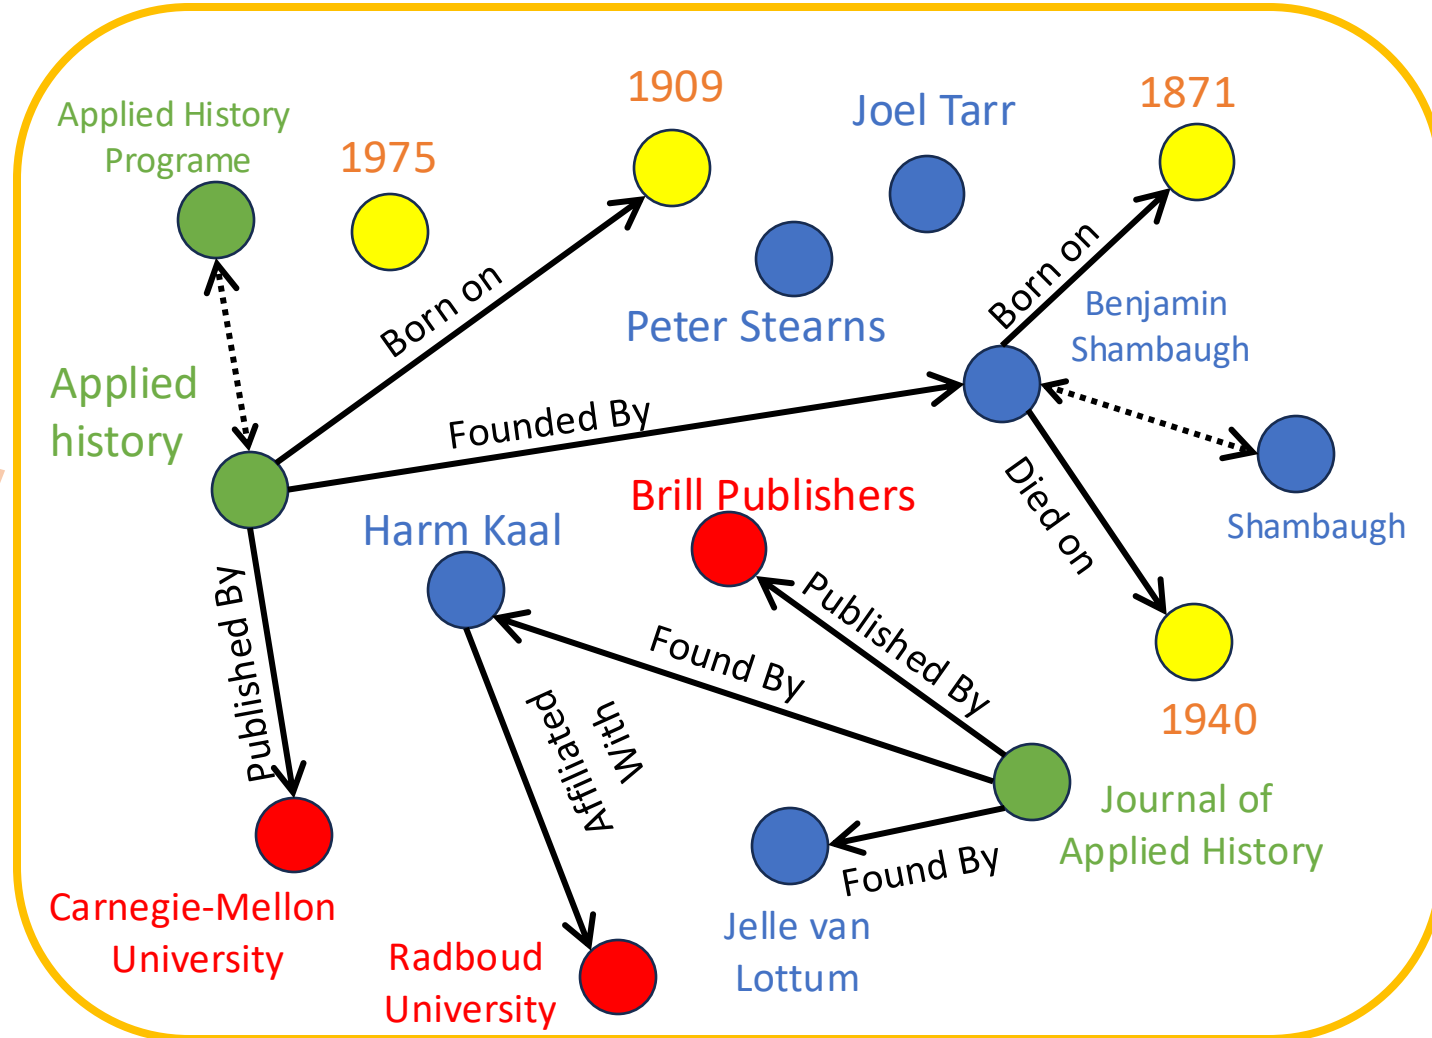 1909
1871
Joel Tarr
Applied History
Programe
1975
Born on
Born on
Benjamin
Shambaugh
Peter Stearns
Applied
history
Founded By
Died on
Shambaugh
Brill Publishers
Harm Kaal
Published By
Published By
Found By
Affiliated
With
1940
Journal of
Applied History
Found By
Carnegie-Mellon
University
Jelle van
Lottum
Radboud
University